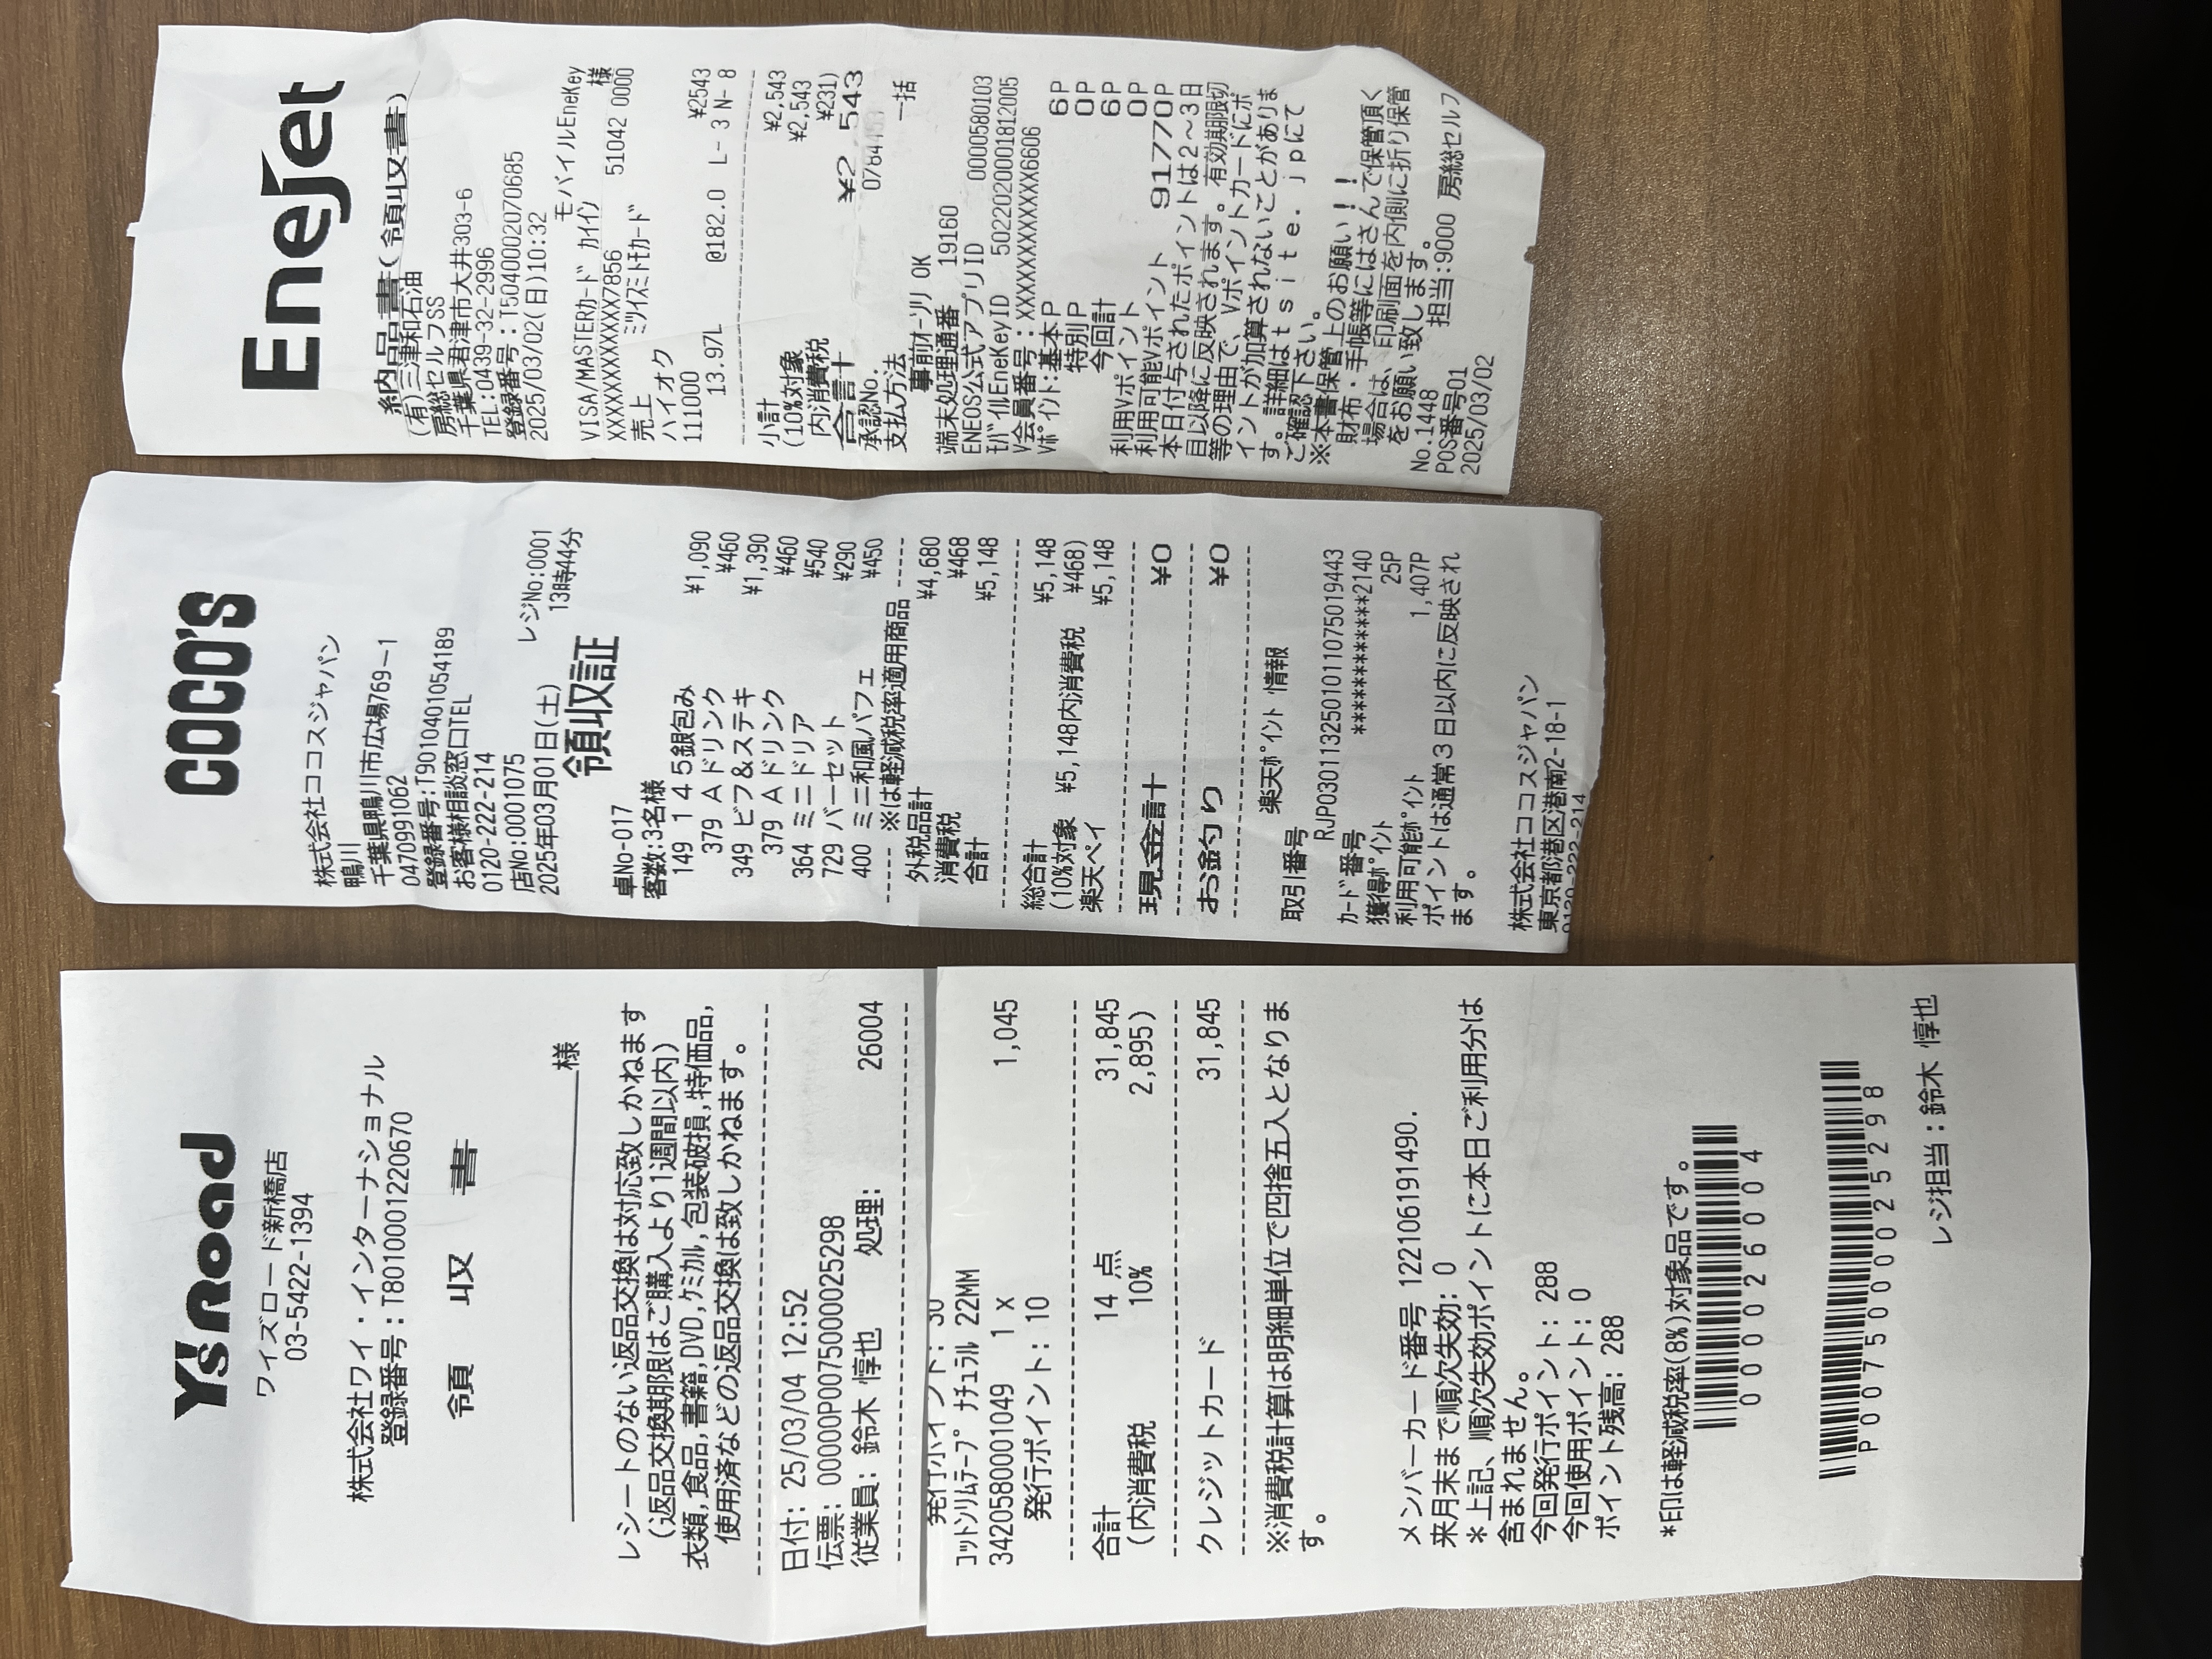 Y's Road
ワイズロード新橋店
03-5422-1394
株式会社ワイ・インターナショナル
登録番号：T8010001220670
領 収 書
様
レシートのない返品交換は対応致しかねます
（返品交換期限はご購入より1週間以内）
衣類,食品,書籍,DVD,ｹﾐｶﾙ,包装破損,特価品,
使用済などの返品交換は致しかねます。
日付: 25/03/04 12:52
伝票: 00000P0075000025298
従業員: 鈴木 惇也 処理: 26004
発行ポイント: 30
ｺｯﾄﾝﾘﾑﾃｰﾌﾟ ﾅﾁｭﾗﾙ 22MM
3420580001049 1 x 1,045
発行ポイント: 10
合計 14 点 31,845
（内消費税 10% 2,895）
クレジットカード 31,845
※消費税計算は明細単位で四捨五入となりま
す。
メンバーカード番号 122106191490.
来月末まで順次失効: 0
＊上記、順次失効ポイントに本日ご利用分は
含まれません。
今回発行ポイント: 288
今回使用ポイント: 0
ポイント残高: 288
*印は軽減税率(8%)対象品です。
000026004
P0075000025298
レジ担当：鈴木 惇也
COCO'S
株式会社ココスジャパン
鴨川
千葉県鴨川市広場769－1
0470991062
登録番号:T9010401054189
お客様相談窓口TEL
0120-222-214
店No:0001075 レジNo:0001
2025年03月01日(土) 13時44分
領収証
卓No-017
客数:3名様
149 １４５銀包み ¥1,090
379 Ａドリンク ¥460
349 ビフ＆ステキ ¥1,390
379 Ａドリンク ¥460
364 ミニドリア ¥540
729 バーセット ¥290
400 ミニ和風パフェ ¥450
------ ※は軽減税率適用商品 -----
外税品計 ¥4,680
消費税 ¥468
合計 ¥5,148
総合計 ¥5,148
(10%対象 ¥5,148内消費税 ¥468)
楽天ペイ ¥5,148
現金計 ¥0
お釣り ¥0
楽天ﾎﾟｲﾝﾄ 情報
取引番号
RJP0301132501011075019443
ｶｰﾄﾞ番号 ************2140
獲得ﾎﾟｲﾝﾄ 25P
利用可能ﾎﾟｲﾝﾄ 1,407P
ポイントは通常３日以内に反映され
ます。
株式会社ココスジャパン
東京都港区港南2-18-1
0120-222-214
EneJet
納品書(領収書)
(有)三津和石油
房総セルフSS
千葉県君津市大井303-6
TEL:0439-32-2996
登録番号：T5040002070685
2025/03/02(日)10:32
モバイルEneKey
VISA/MASTERｶｰﾄﾞ ｶｲｲﾝ 様
XXXXXXXXXXXX7856 51042 0000
売上 ﾐﾂｲｽﾐﾄﾓｶｰﾄﾞ
ハイオク
111000 ¥2543
13.97L @182.0 L- 3 N- 8
小計 ¥2,543
(10%対象 ¥2,543
内消費税 ¥231)
合計 ¥2,543
承認No. 0784453
支払方法 一括
事前ｵｰｿﾘ OK
端末処理通番 19160
ENEOS公式アプリID 0000580103
ﾓﾊﾞｲﾙEneKeyID 5022020001812005
V会員番号：XXXXXXXXXXXX6606
Vﾎﾟｲﾝﾄ:基本P 6P
特別P 0P
今回計 6P
利用Vポイント 0P
利用可能Vポイント 91770P
本日付与されたポイントは２～３日
目以降に反映されます。有効期限切
等の理由で、Vポイントカードにポ
イントが加算されないことがありま
す。詳細はｔｓｉｔｅ．ｊｐにて
ご確認下さい。
※本書保管上のお願い！！
財布・手帳等にはさんで保管頂く
場合は、印刷面を内側に折り保管
をお願い致します。
No.1448 担当:9000 房総セルフ
POS番号01
2025/03/02